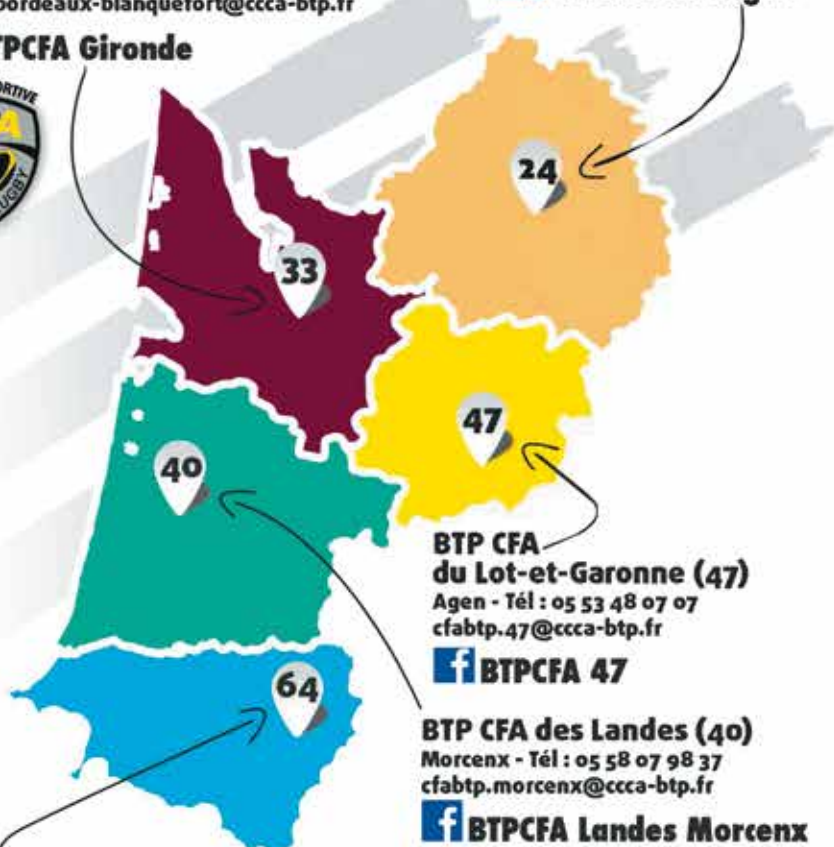 bordeaux-blanquefort@ccca-btp.fr
BTPCFA Gironde
RUGBY
24
33
47
40
64
BTP CFA
du Lot-et-Garonne (47)
Agen - Tél : 05 53 48 07 07
cfabtp.47@ccca-btp.fr
f BTPCFA 47
BTP CFA des Landes (40)
Morcenx - Tél : 05 58 07 98 37
cfabtp.morcenx@ccca-btp.fr
f BTPCFA Landes Morcenx